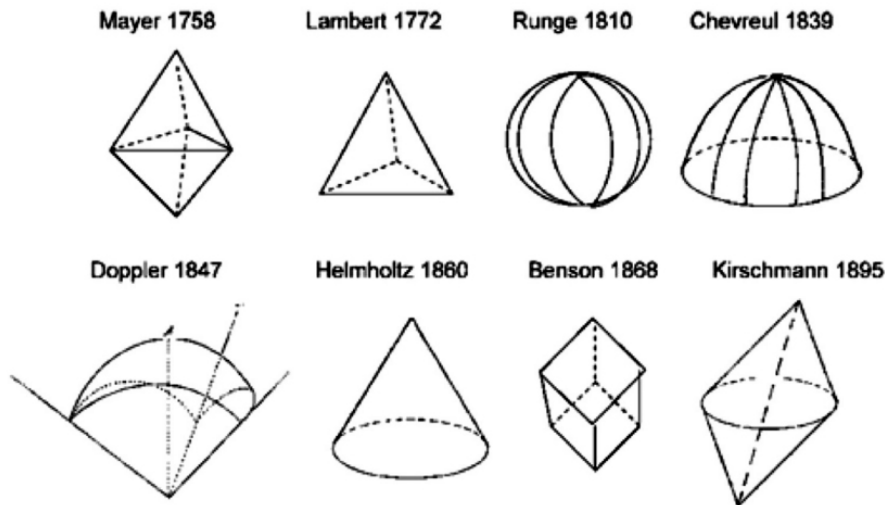 Mayer 1758 Lambert 1772 Runge 1810 Chevreul 1839
Doppler 1847 Helmholtz 1860 Benson 1868 Kirschmann 1895